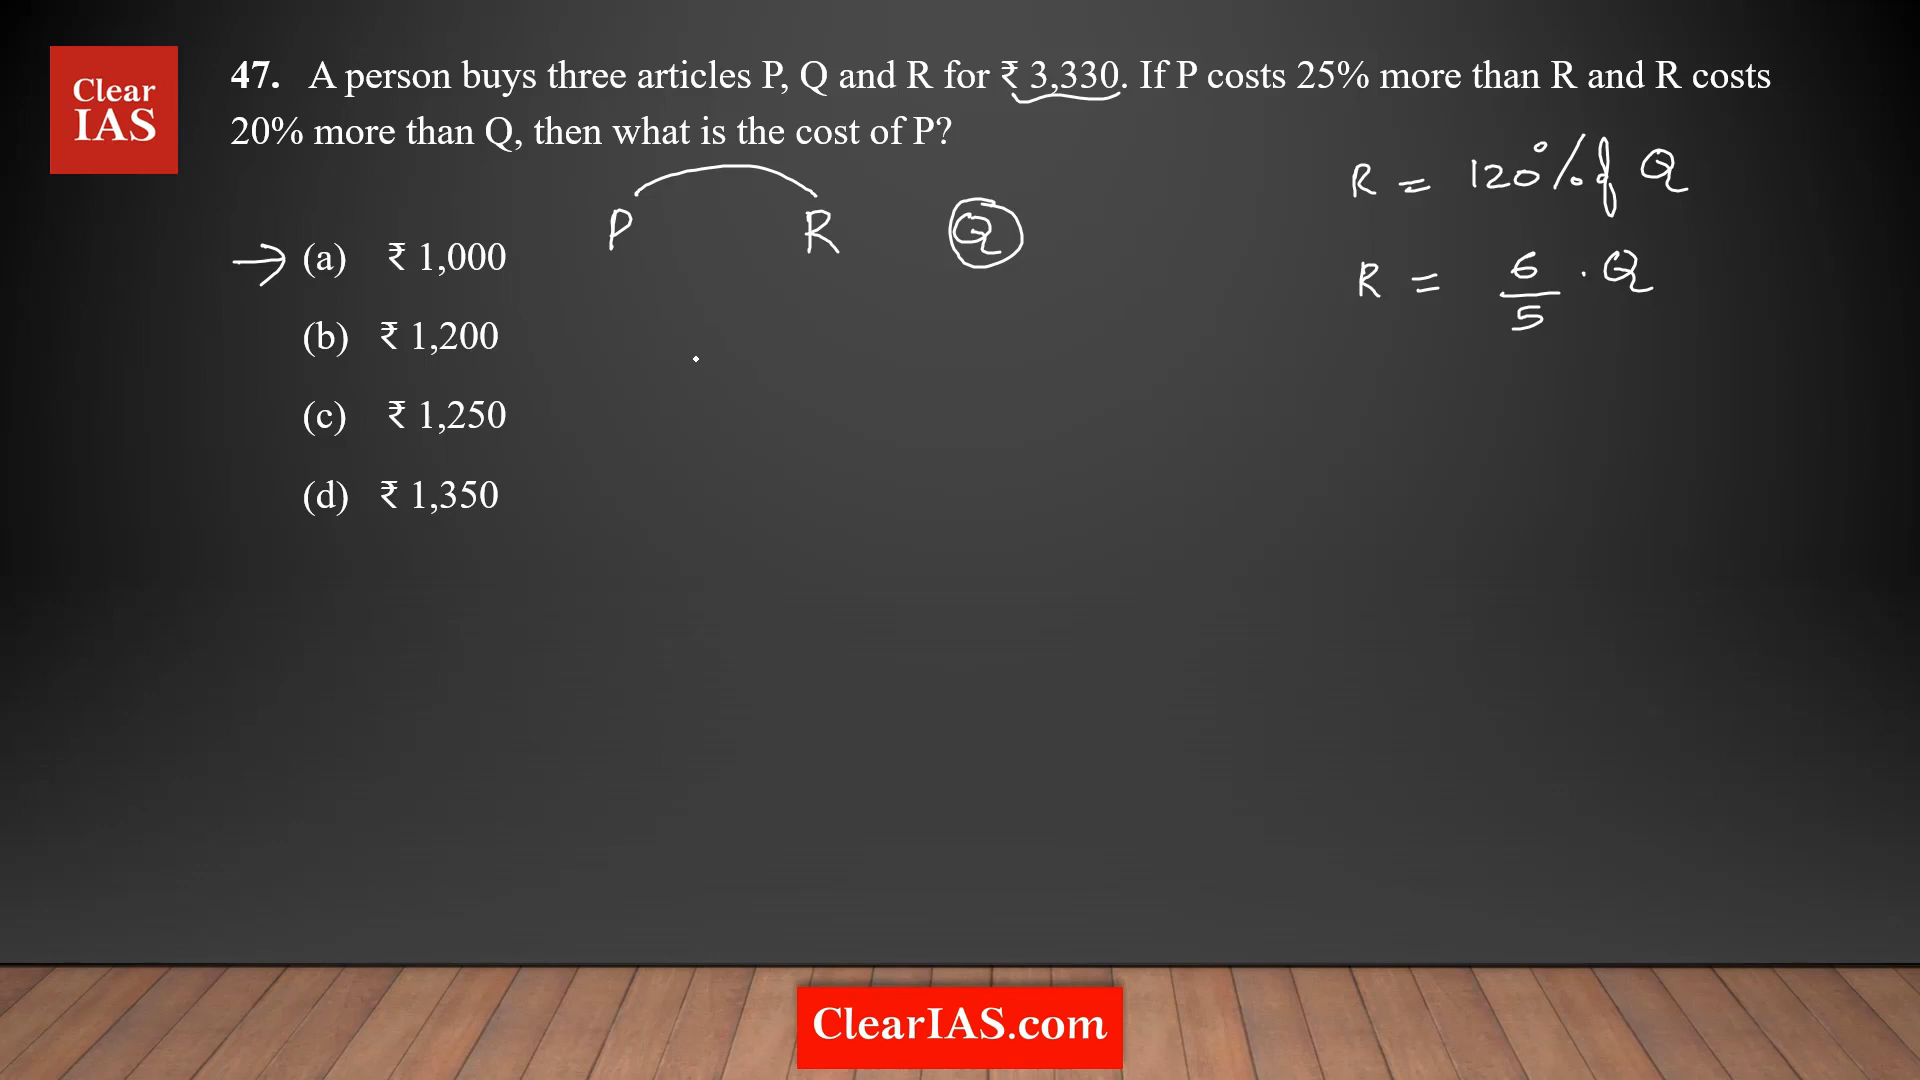 Clear
IAS
47. A person buys three articles P, Q and R for ₹ 3,330. If P costs 25% more than R and R costs
20% more than Q, then what is the cost of P?
R = 120% of Q
P R Q
→ (a) ₹ 1,000
R = 6/5 · Q
(b) ₹ 1,200
(c) ₹ 1,250
(d) ₹ 1,350
ClearIAS.com